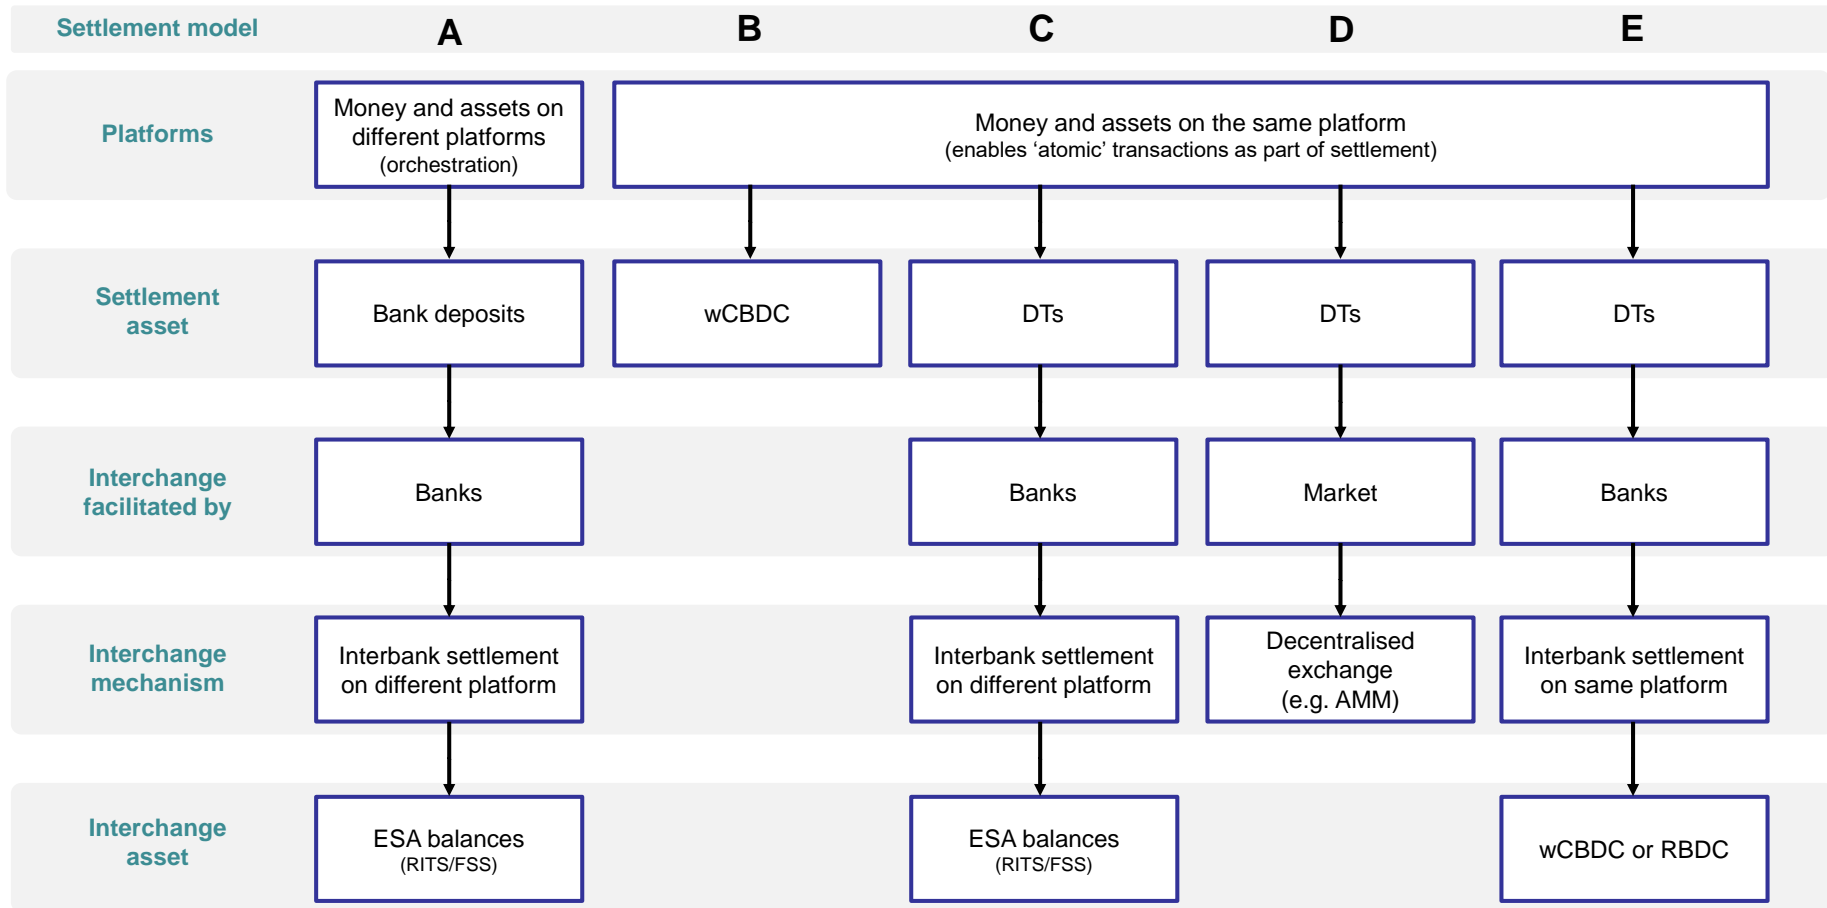 Settlement model
A
B
C
D
E
Platforms
Money and assets on
different platforms
(orchestration)
Money and assets on the same platform
(enables ‘atomic’ transactions as part of settlement)
Settlement
asset
Bank deposits
wCBDC
DTs
DTs
DTs
Interchange
facilitated by
Banks
Banks
Market
Banks
Interchange
mechanism
Interbank settlement
on different platform
Interbank settlement
on different platform
Decentralised
exchange
(e.g. AMM)
Interbank settlement
on same platform
Interchange
asset
ESA balances
(RITS/FSS)
ESA balances
(RITS/FSS)
wCBDC or RBDC